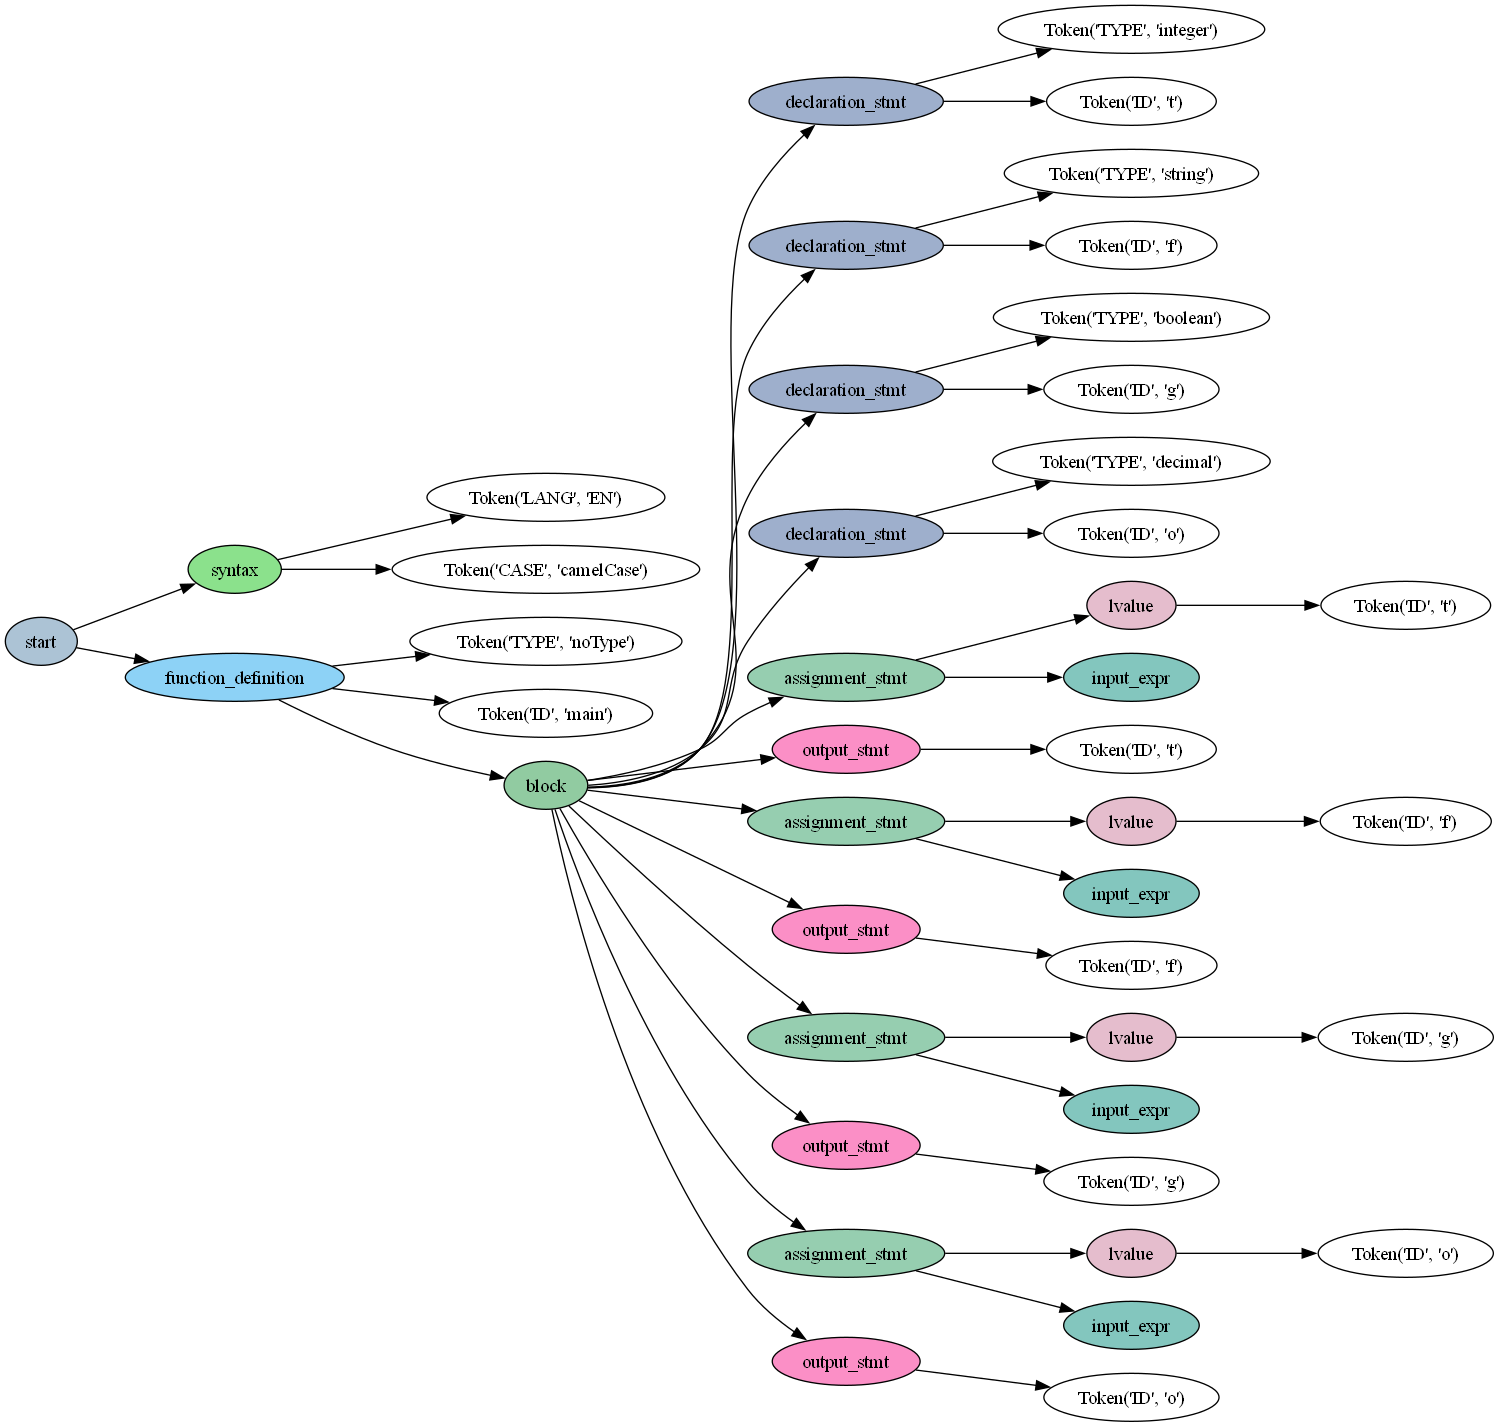 start
syntax
Token('LANG', 'EN')
Token('CASE', 'camelCase')
function_definition
Token('TYPE', 'noType')
Token('ID', 'main')
block
declaration_stmt
Token('TYPE', 'integer')
Token('ID', 't')
declaration_stmt
Token('TYPE', 'string')
Token('ID', 'f')
declaration_stmt
Token('TYPE', 'boolean')
Token('ID', 'g')
declaration_stmt
Token('TYPE', 'decimal')
Token('ID', 'o')
assignment_stmt
lvalue
Token('ID', 't')
input_expr
output_stmt
Token('ID', 't')
assignment_stmt
lvalue
Token('ID', 'f')
input_expr
output_stmt
Token('ID', 'f')
assignment_stmt
lvalue
Token('ID', 'g')
input_expr
output_stmt
Token('ID', 'g')
assignment_stmt
lvalue
Token('ID', 'o')
input_expr
output_stmt
Token('ID', 'o')